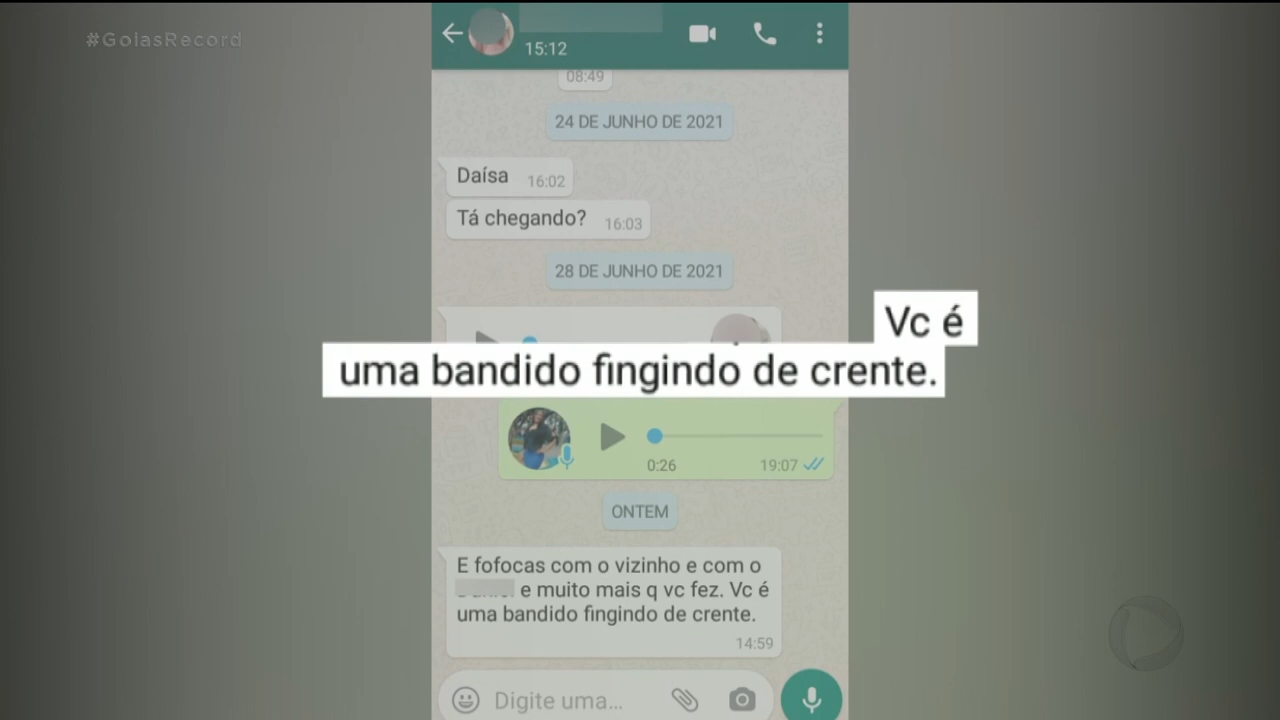 #GoiasRecord
15:12
08:49
24 DE JUNHO DE 2021
Daísa 16:02
Tá chegando? 16:03
28 DE JUNHO DE 2021
Vc é
uma bandido fingindo de crente.
0:26 19:07
ONTEM
E fofocas com o vizinho e com o
e muito mais q vc fez. Vc é
uma bandido fingindo de crente.
14:59
Digite uma...